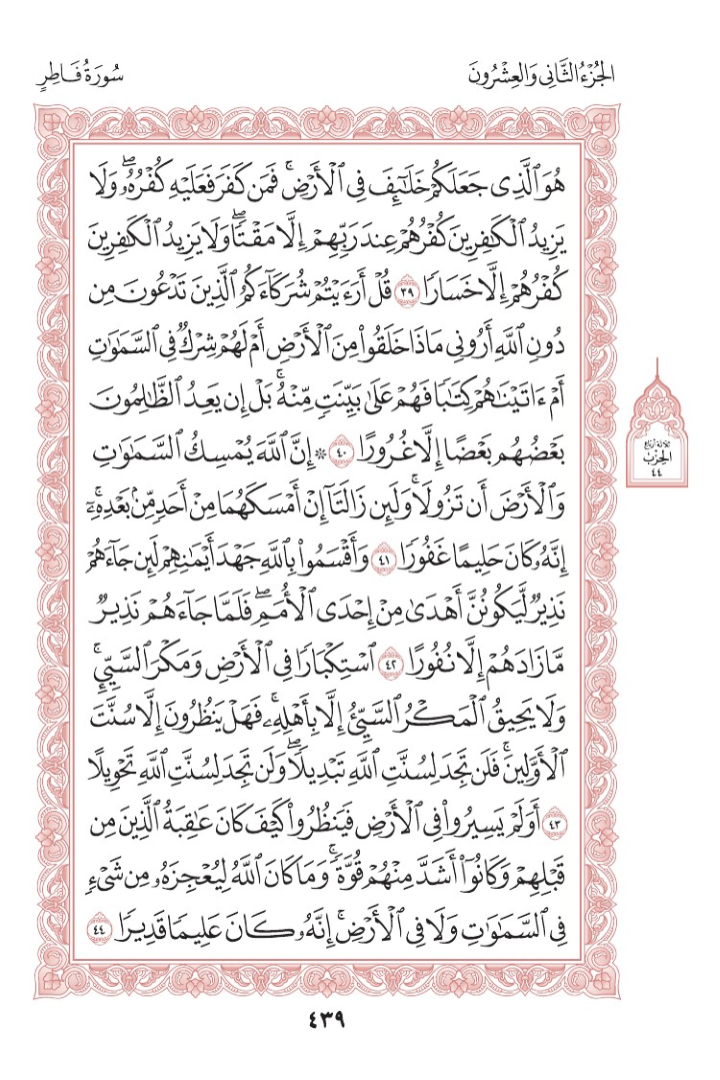 سُورَةُ فَاطِرٍ
الجُزْءُ الثَّانِي وَالعِشْرُونَ
هُوَ ٱلَّذِى جَعَلَكُمْ خَلَٰٓئِفَ فِى ٱلْأَرْضِ ۚ فَمَن كَفَرَ فَعَلَيْهِ كُفْرُهُۥ ۖ وَلَا
يَزِيدُ ٱلْكَٰفِرِينَ كُفْرُهُمْ عِندَ رَبِّهِمْ إِلَّا مَقْتًا ۖ وَلَا يَزِيدُ ٱلْكَٰفِرِينَ
كُفْرُهُمْ إِلَّا خَسَارًا ٣٩ قُلْ أَرَءَيْتُمْ شُرَكَآءَكُمُ ٱلَّذِينَ تَدْعُونَ مِن
دُونِ ٱللَّهِ أَرُونِى مَاذَا خَلَقُوا۟ مِنَ ٱلْأَرْضِ أَمْ لَهُمْ شِرْكٌ فِى ٱلسَّمَٰوَٰتِ
أَمْ ءَاتَيْنَٰهُمْ كِتَٰبًا فَهُمْ عَلَىٰ بَيِّنَتٍ مِّنْهُ ۚ بَلْ إِن يَعِدُ ٱلظَّٰلِمُونَ
بَعْضُهُم بَعْضًا إِلَّا غُرُورًا ٤٠ ۞ إِنَّ ٱللَّهَ يُمْسِكُ ٱلسَّمَٰوَٰتِ
وَٱلْأَرْضَ أَن تَزُولَا ۚ وَلَئِن زَالَتَآ إِنْ أَمْسَكَهُمَا مِنْ أَحَدٍ مِّنۢ بَعْدِهِۦٓ ۚ
إِنَّهُۥ كَانَ حَلِيمًا غَفُورًا ٤١ وَأَقْسَمُوا۟ بِٱللَّهِ جَهْدَ أَيْمَٰنِهِمْ لَئِن جَآءَهُمْ
نَذِيرٌ لَّيَكُونُنَّ أَهْدَىٰ مِنْ إِحْدَى ٱلْأُمَمِ ۖ فَلَمَّا جَآءَهُمْ نَذِيرٌ
مَّا زَادَهُمْ إِلَّا نُفُورًا ٤٢ ٱسْتِكْبَارًا فِى ٱلْأَرْضِ وَمَكْرَ ٱلسَّيِّئِ ۚ
وَلَا يَحِيقُ ٱلْمَكْرُ ٱلسَّيِّئُ إِلَّا بِأَهْلِهِۦ ۚ فَهَلْ يَنظُرُونَ إِلَّا سُنَّتَ
ٱلْأَوَّلِينَ ۚ فَلَن تَجِدَ لِسُنَّتِ ٱللَّهِ تَبْدِيلًا ۖ وَلَن تَجِدَ لِسُنَّتِ ٱللَّهِ تَحْوِيلًا
٤٣ أَوَلَمْ يَسِيرُوا۟ فِى ٱلْأَرْضِ فَيَنظُرُوا۟ كَيْفَ كَانَ عَٰقِبَةُ ٱلَّذِينَ مِن
قَبْلِهِمْ وَكَانُوٓا۟ أَشَدَّ مِنْهُمْ قُوَّةً ۚ وَمَا كَانَ ٱللَّهُ لِيُعْجِزَهُۥ مِن شَىْءٍ
فِى ٱلسَّمَٰوَٰتِ وَلَا فِى ٱلْأَرْضِ ۚ إِنَّهُۥ كَانَ عَلِيمًا قَدِيرًا ٤٤
ثلاثة أرباع
الحزب
٤٤
٤٣٩